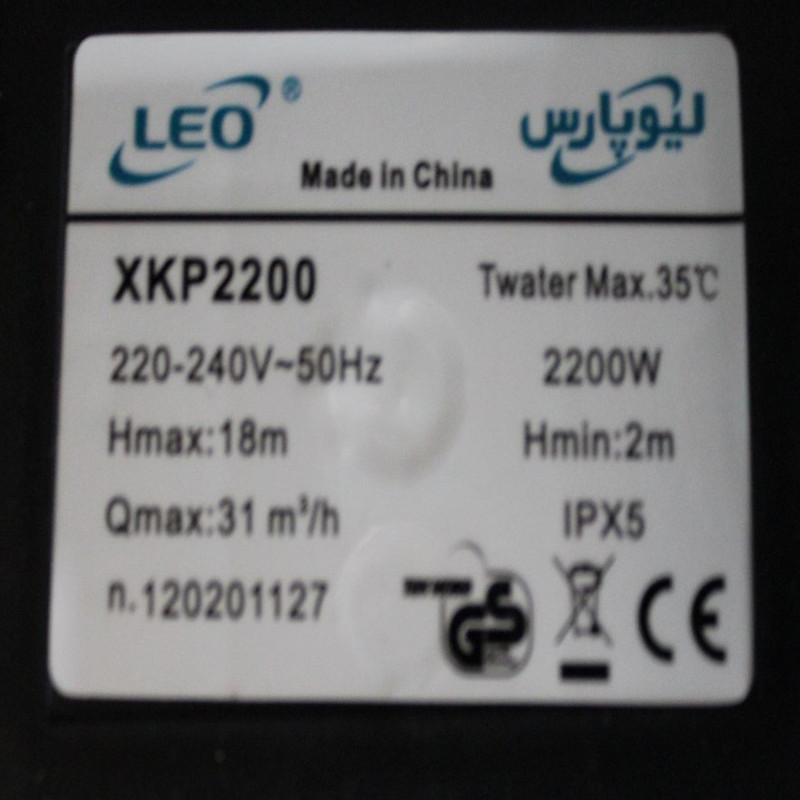 LEO® ليوپارس
Made in China
XKP2200 Twater Max.35℃
220-240V~50Hz 2200W
Hmax:18m Hmin:2m
Qmax:31 m³/h IPX5
n.120201127
GS CE